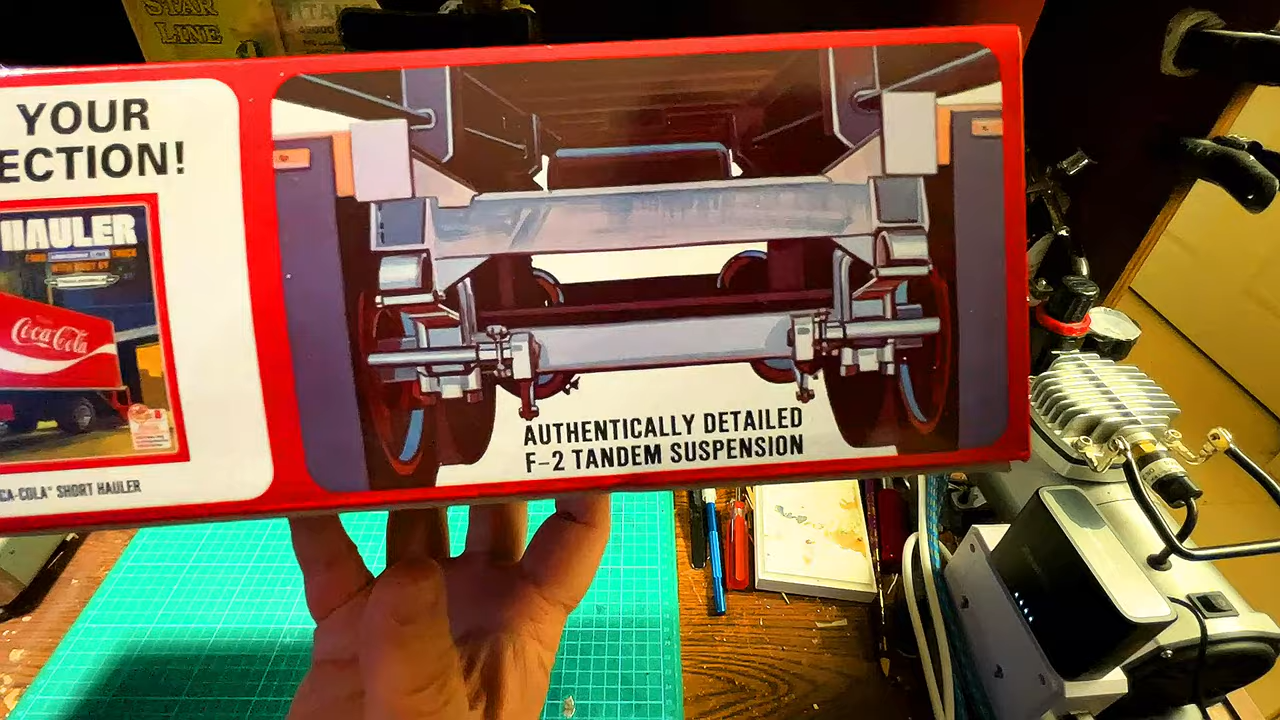 STAR
LINE
YOUR
ECTION!
HAULER
Coca-Cola
CA-COLA® SHORT HAULER
AUTHENTICALLY DETAILED
F-2 TANDEM SUSPENSION